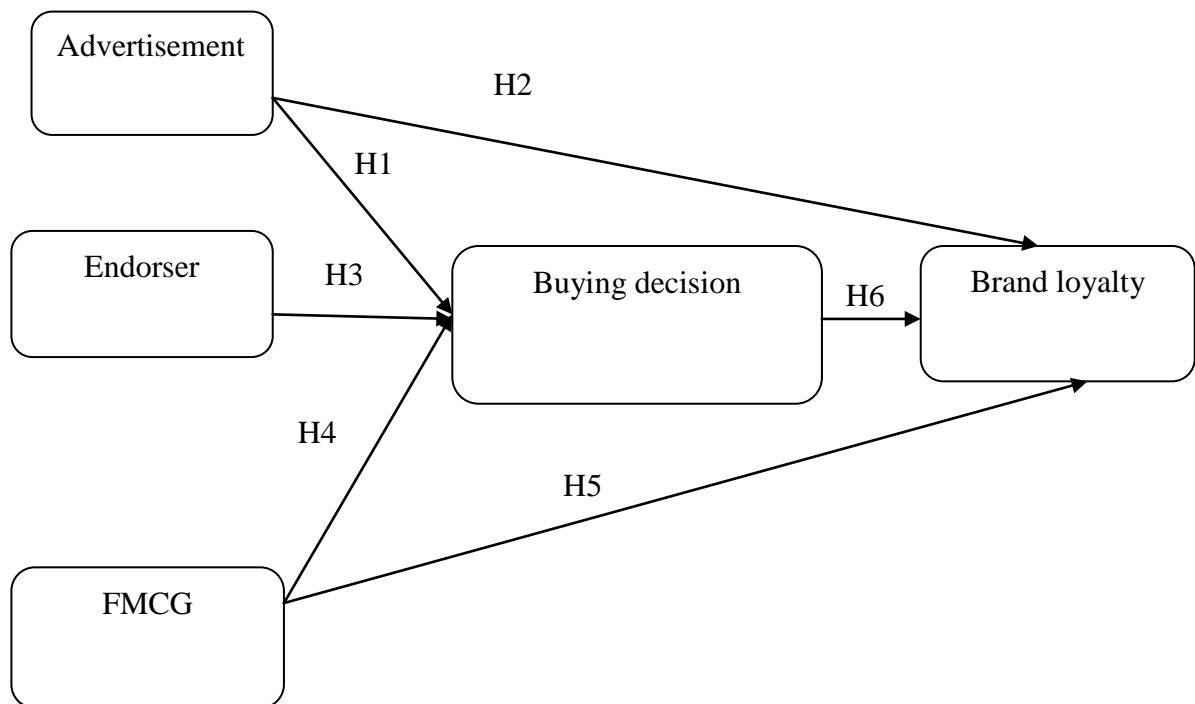 Advertisement
H2
H1
Endorser
H3
Buying decision
H6
Brand loyalty
H4
H5
FMCG